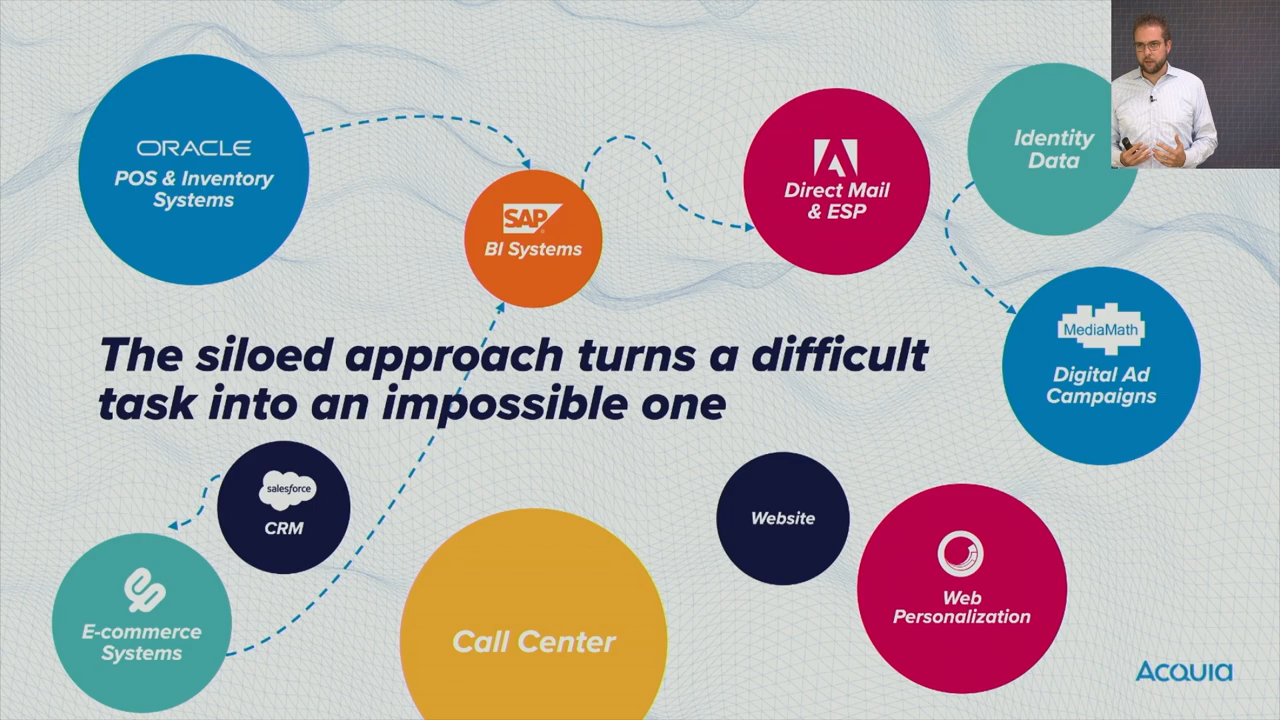 ORACLE
POS & Inventory
Systems
SAP
BI Systems
Direct Mail
& ESP
Identity
Data
MediaMath
Digital Ad
Campaigns
The siloed approach turns a difficult
task into an impossible one
salesforce
CRM
E-commerce
Systems
Call Center
Website
Web
Personalization
Acquia